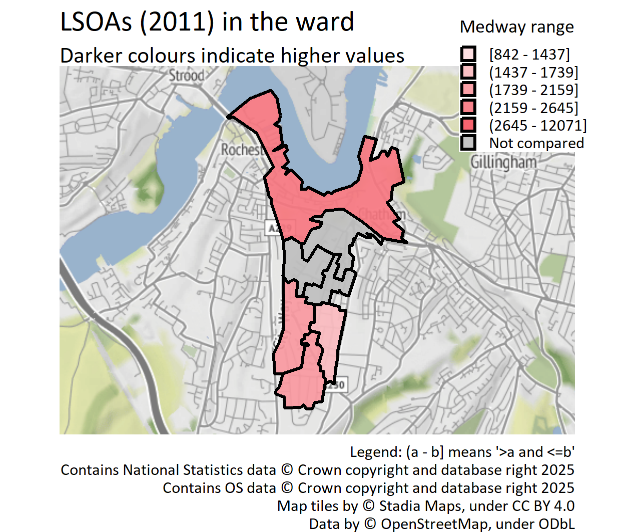 LSOAs (2011) in the ward
Darker colours indicate higher values
Medway range
[842 - 1437]
(1437 - 1739]
(1739 - 2159]
(2159 - 2645]
(2645 - 12071]
Not compared
Strood
Gillingham
Legend: (a - b] means '>a and <=b'
Contains National Statistics data © Crown copyright and database right 2025
Contains OS data © Crown copyright and database right 2025
Map tiles by © Stadia Maps, under CC BY 4.0
Data by © OpenStreetMap, under ODbL